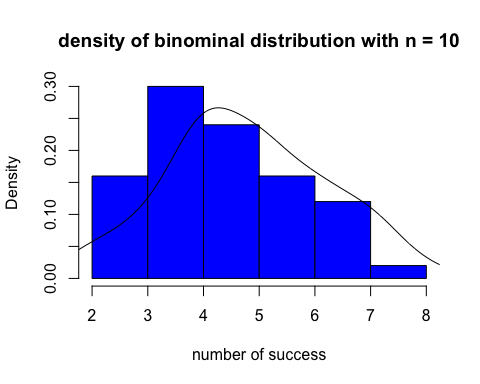 density of binominal distribution with n = 10
Density
0.30
0.20
0.10
0.00
2 3 4 5 6 7 8
number of success